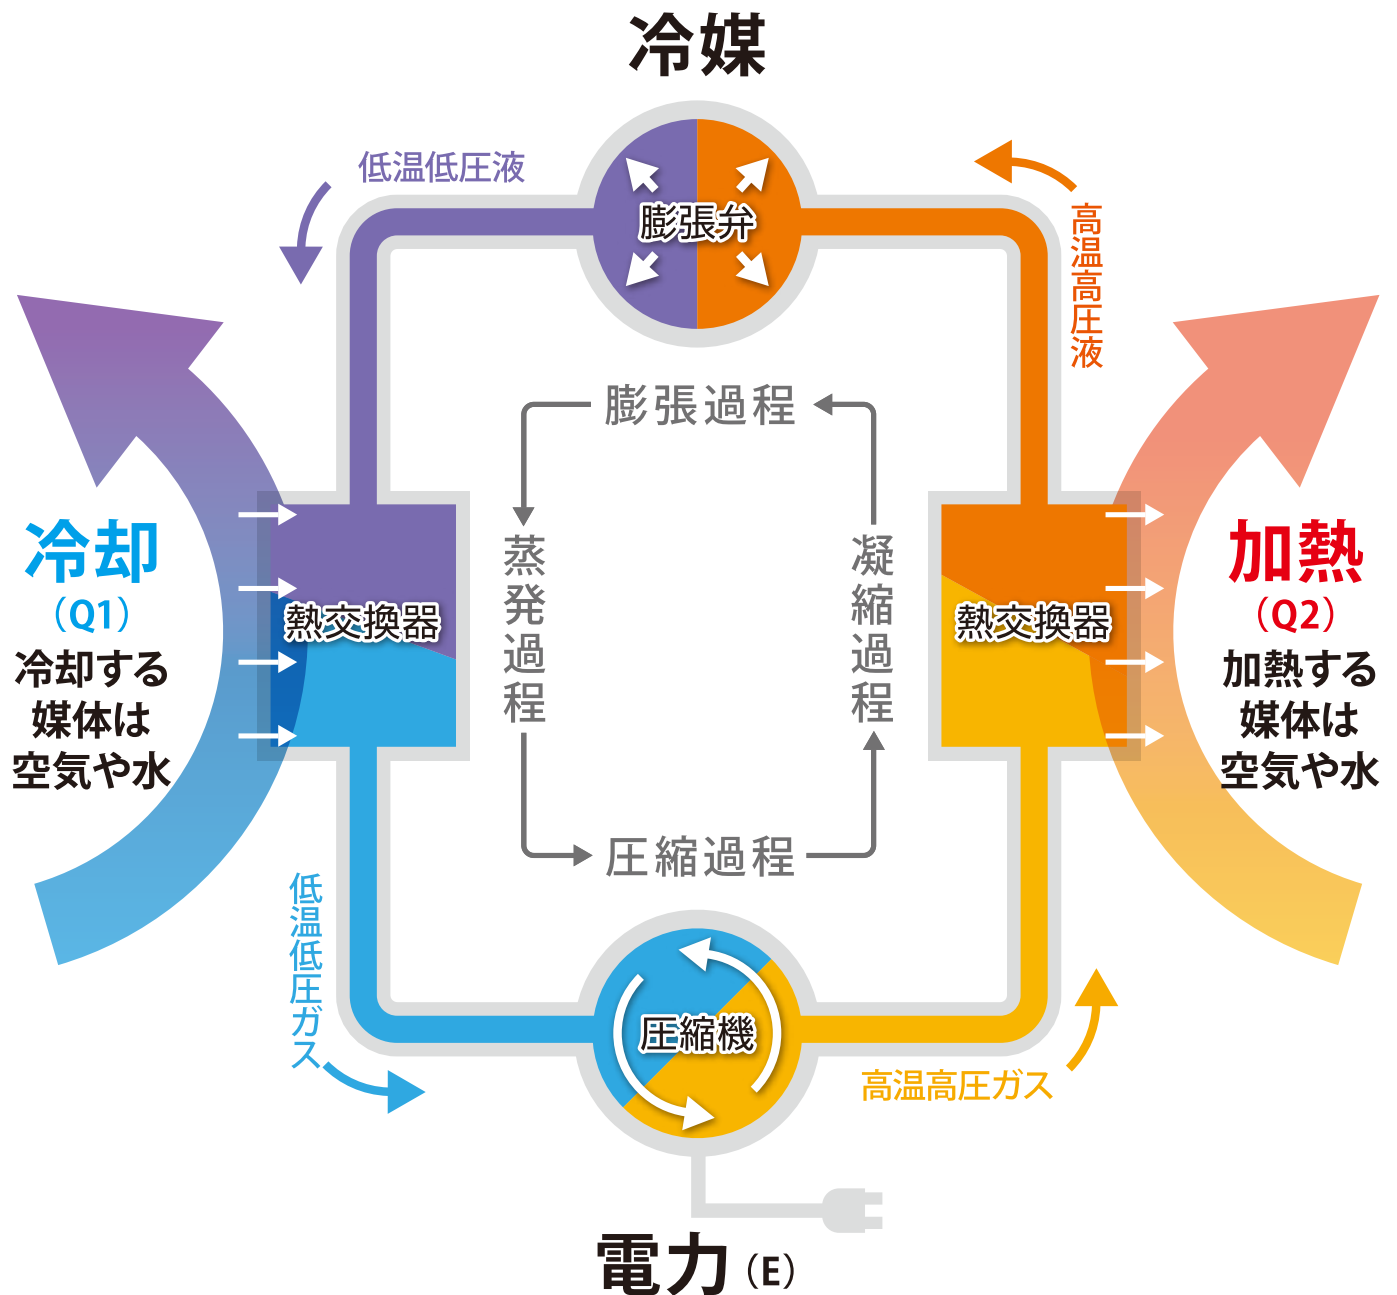 冷媒
低温低圧液
膨張弁
高温高圧液
膨張過程
冷却
（Q1）
冷却する
媒体は
空気や水
熱交換器
蒸発過程
凝縮過程
熱交換器
加熱
（Q2）
加熱する
媒体は
空気や水
圧縮過程
低温低圧ガス
圧縮機
高温高圧ガス
電力（E）